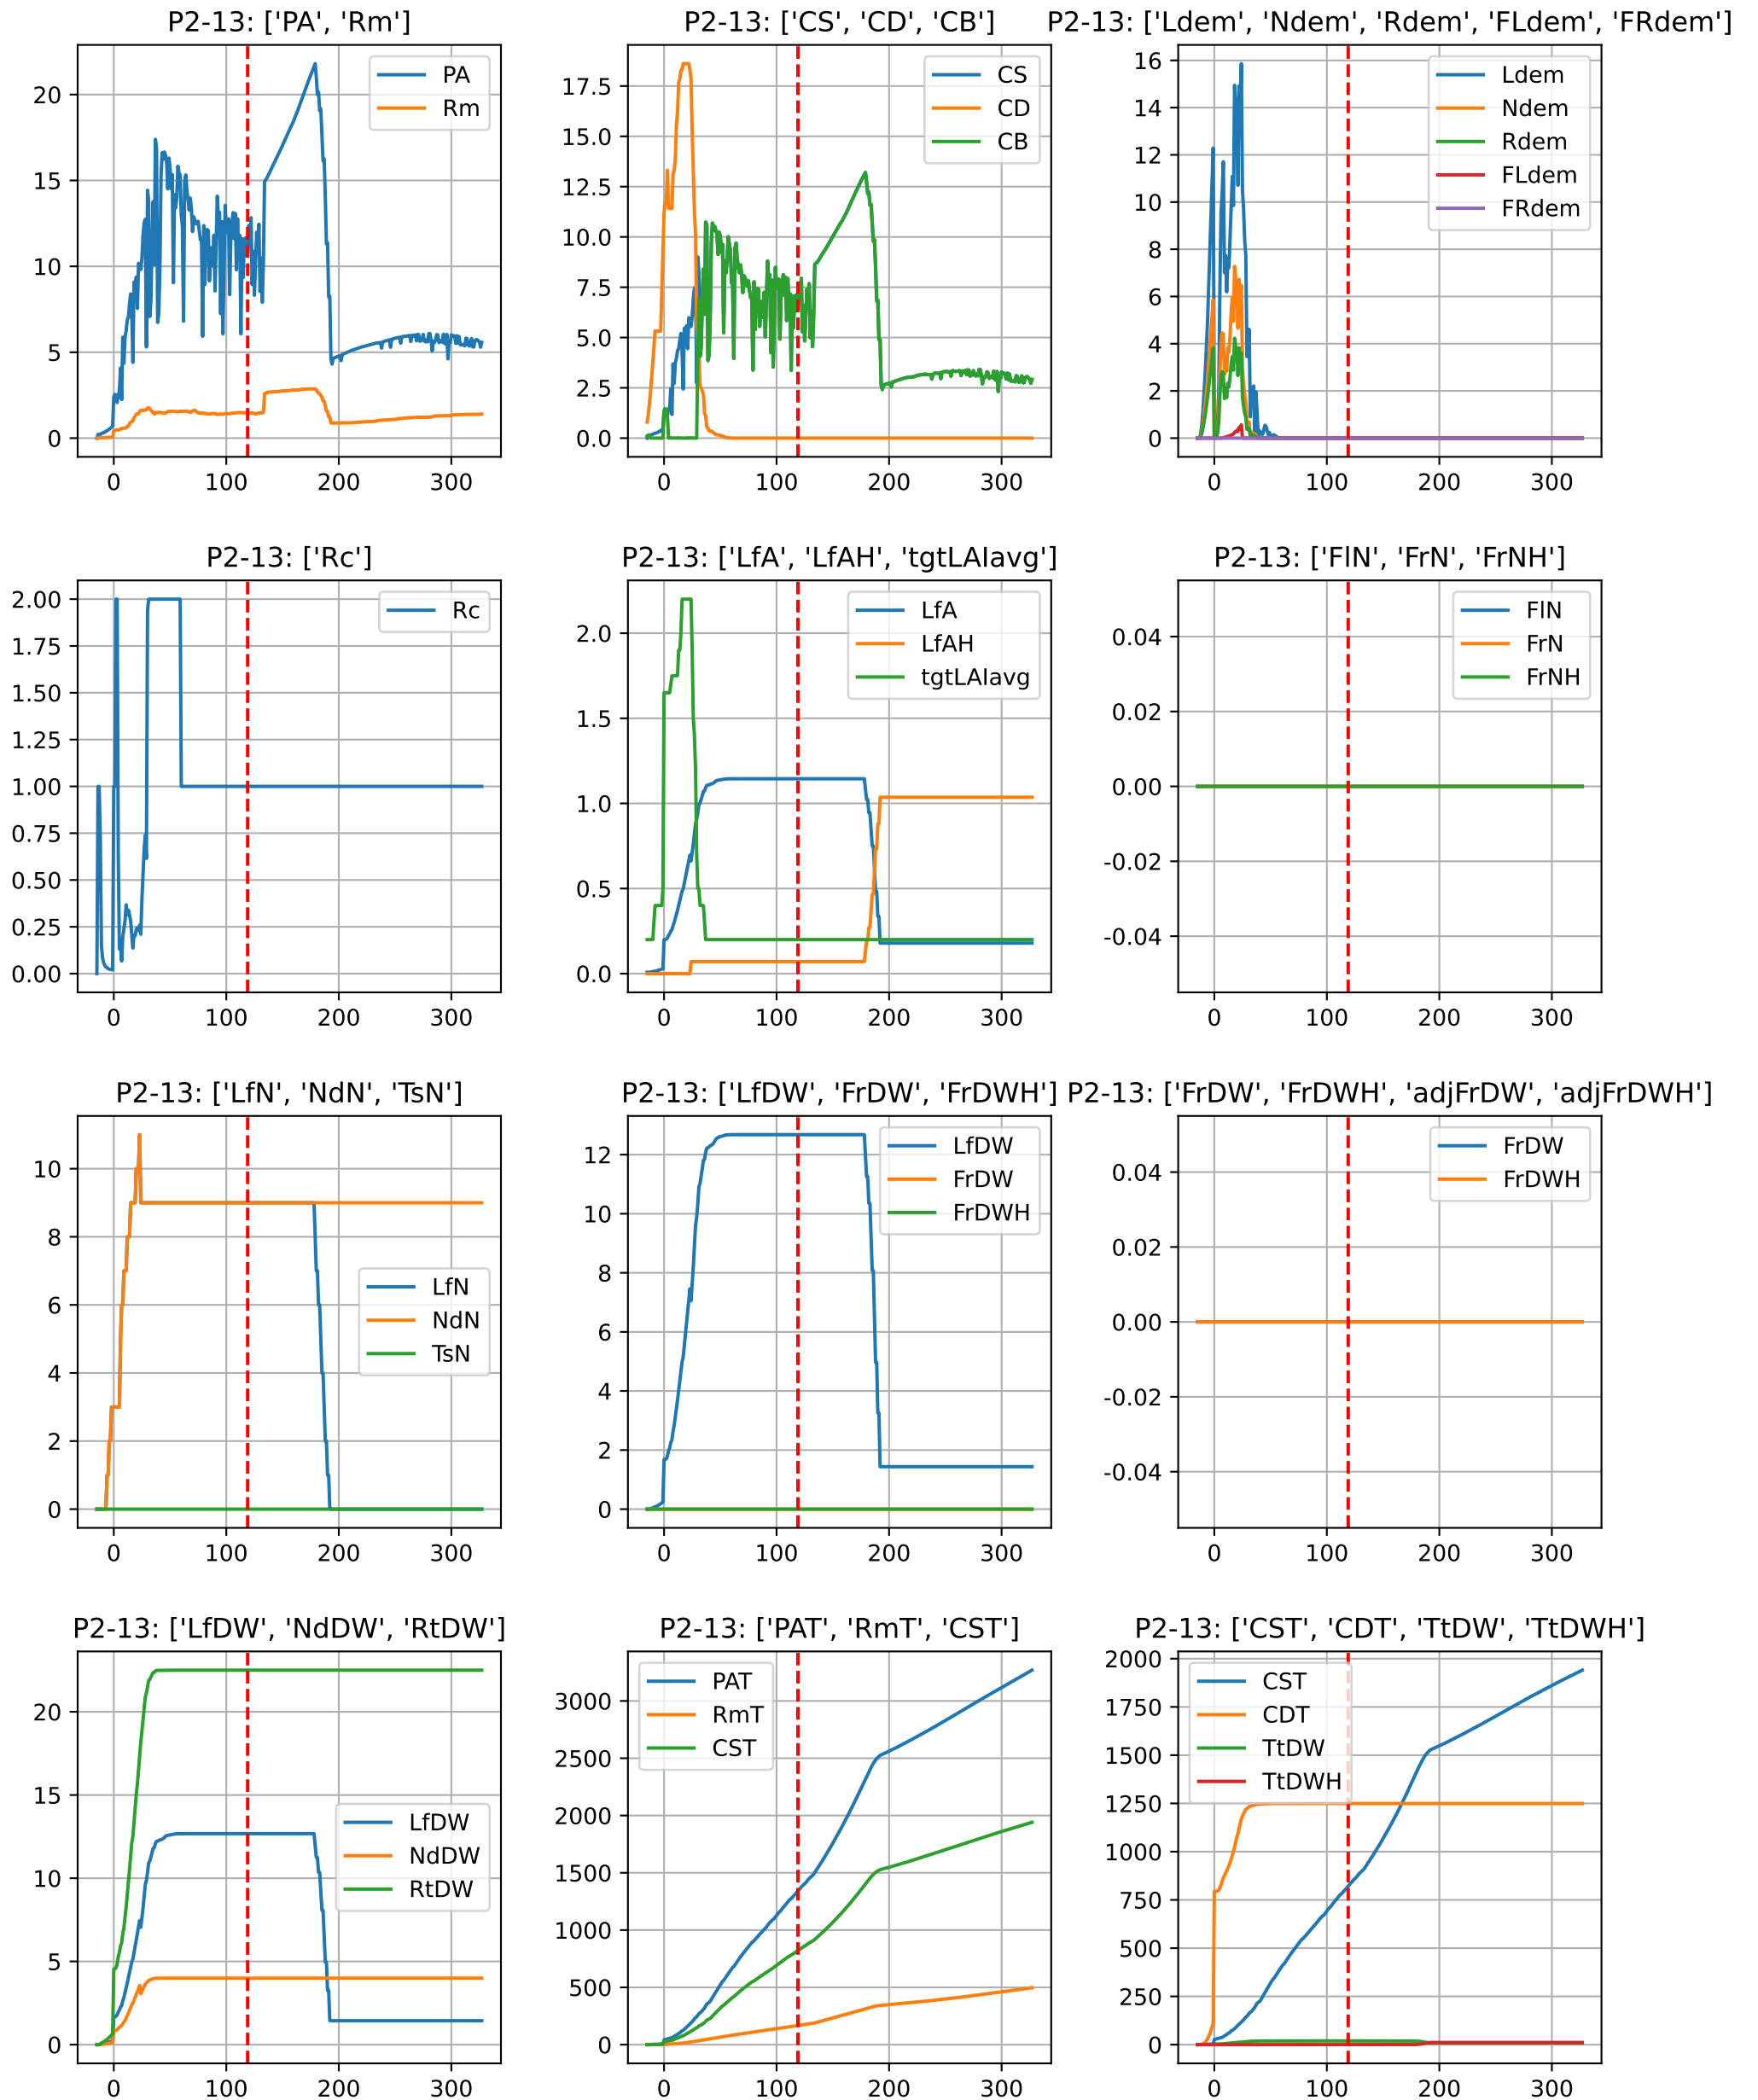 P2-13: ['PA', 'Rm']
PA
Rm
0
5
10
15
20
0
100
200
300
P2-13: ['CS', 'CD', 'CB']
CS
CD
CB
0.0
2.5
5.0
7.5
10.0
12.5
15.0
17.5
0
100
200
300
P2-13: ['Ldem', 'Ndem', 'Rdem', 'FLdem', 'FRdem']
Ldem
Ndem
Rdem
FLdem
FRdem
0
2
4
6
8
10
12
14
16
0
100
200
300
P2-13: ['Rc']
Rc
0.00
0.25
0.50
0.75
1.00
1.25
1.50
1.75
2.00
0
100
200
300
P2-13: ['LfA', 'LfAH', 'tgtLAIavg']
LfA
LfAH
tgtLAIavg
0.0
0.5
1.0
1.5
2.0
0
100
200
300
P2-13: ['FlN', 'FrN', 'FrNH']
FlN
FrN
FrNH
-0.04
-0.02
0.00
0.02
0.04
0
100
200
300
P2-13: ['LfN', 'NdN', 'TsN']
LfN
NdN
TsN
0
2
4
6
8
10
0
100
200
300
P2-13: ['LfDW', 'FrDW', 'FrDWH']
LfDW
FrDW
FrDWH
0
2
4
6
8
10
12
0
100
200
300
P2-13: ['FrDW', 'FrDWH', 'adjFrDW', 'adjFrDWH']
FrDW
FrDWH
-0.04
-0.02
0.00
0.02
0.04
0
100
200
300
P2-13: ['LfDW', 'NdDW', 'RtDW']
LfDW
NdDW
RtDW
0
5
10
15
20
0
100
200
300
P2-13: ['PAT', 'RmT', 'CST']
PAT
RmT
CST
0
500
1000
1500
2000
2500
3000
0
100
200
300
P2-13: ['CST', 'CDT', 'TtDW', 'TtDWH']
CST
CDT
TtDW
TtDWH
0
250
500
750
1000
1250
1500
1750
2000
0
100
200
300